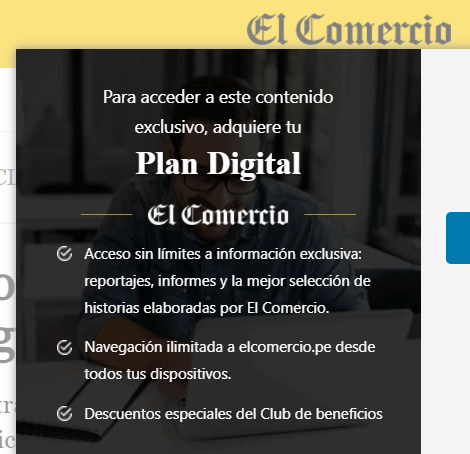 El Comercio
Para acceder a este contenido
exclusivo, adquiere tu
Plan Digital
El Comercio
Acceso sin límites a información exclusiva:
reportajes, informes y la mejor selección de
historias elaboradas por El Comercio.
Navegación ilimitada a elcomercio.pe desde
todos tus dispositivos.
Descuentos especiales del Club de beneficios